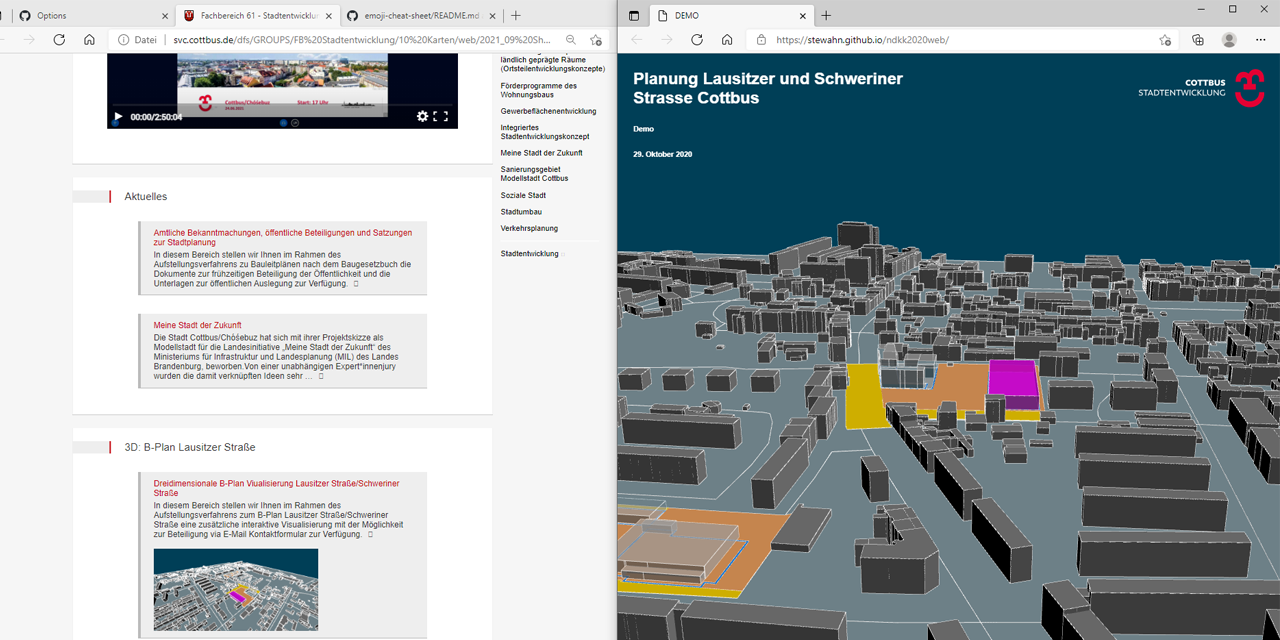 Options
Fachbereich 61 - Stadtentwicklun
emoji-cheat-sheet/README.md
DEMO
Datei
svc.cottbus.de/dfs/GROUPS/FB%20Stadtentwicklung/10%20Karten/web/2021_09%20Sh...
https://stewahn.github.io/ndkk2020web/
Cottbus/Chóśebuz
Start: 17 Uhr
00:00/2:50:04
ländlich geprägte Räume
(Ortsteilentwicklungskonzepte)
Förderprogramme des
Wohnungsbaus
Gewerbeflächenentwicklung
Integriertes
Stadtentwicklungskonzept
Meine Stadt der Zukunft
Sanierungsgebiet
Modellstadt Cottbus
Soziale Stadt
Stadtumbau
Verkehrsplanung
Stadtentwicklung
Aktuelles
Amtliche Bekanntmachungen, öffentliche Beteiligungen und Satzungen
zur Stadtplanung
In diesem Bereich stellen wir Ihnen im Rahmen des
Aufstellungsverfahrens zu Bauleitplänen nach dem Baugesetzbuch die
Dokumente zur frühzeitigen Beteiligung der Öffentlichkeit und die
Unterlagen zur öffentlichen Auslegung zur Verfügung.
Meine Stadt der Zukunft
Die Stadt Cottbus/Chóśebuz hat sich mit ihrer Projektskizze als
Modellstadt für die Landesinitiative „Meine Stadt der Zukunft' des
Ministeriums für Infrastruktur und Landesplanung (MIL) des Landes
Brandenburg, beworben.Von einer unabhängigen Expert*innenjury
wurden die damit verknüpften Ideen sehr ...
3D: B-Plan Lausitzer Straße
Dreidimensionale B-Plan Viualisierung Lausitzer Straße/Schweriner
Straße
In diesem Bereich stellen wir Ihnen im Rahmen des
Aufstellungsverfahrens zum B-Plan Lausitzer Straße/Schweriner
Straße eine zusätzliche interaktive Visualisierung mit der Möglichkeit
zur Beteiligung via E-Mail Kontaktformular zur Verfügung.
Planung Lausitzer und Schweriner
Strasse Cottbus
Demo
29. Oktober 2020
COTTBUS
STADTENTWICKLUNG